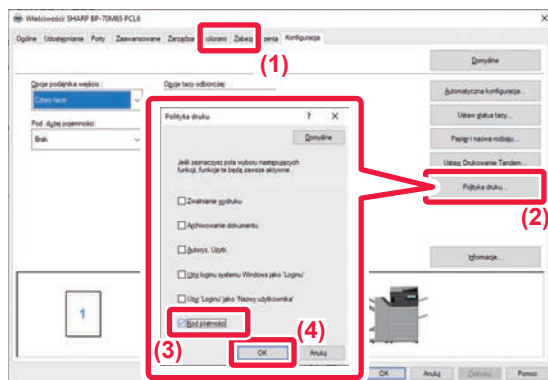 Właściwości: SHARP BP-70M65 PCL6
Ogólne Udostępnianie Porty Zaawansowane Zarządza olorami Zabezp zenia Konfiguracja
(1)
Domyślne
Opcje podajnika wejścio.:
Cztery tace
Opcje tacy odbiorczej:
Automatyczna konfiguracja...
Pod. dużej pojemności:
Brak
Ustaw status tacy...
Papier i nazwa rodzaju...
Ustaw Drukowanie Tandem...
Polityka druku...
(2)
Polityka druku ? X
Domyślne
Jeśli zaznaczysz pola wyboru następujących
funkcji, funkcje te będą zawsze aktywne.
Zwalnianie wydruku
Archiwowanie dokumentu
Autoryz. Użytk.
Użyj loginu systemu Windows jako 'Loginu'
Użyj 'Loginu' jako 'Nazwy użytkownika'
Kod płatności
(3)
(4)
OK Anuluj
Informacje...
1
OK Anuluj Zastosuj Pomoc